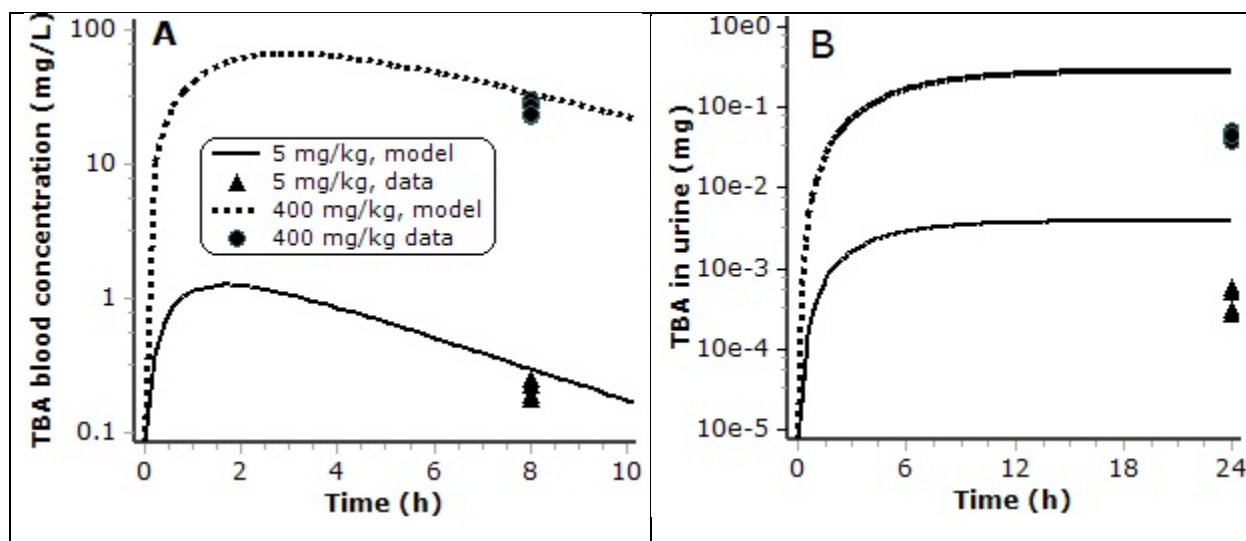 A
TBA blood concentration (mg/L)
100
10
1
0.1
5 mg/kg, model
5 mg/kg, data
400 mg/kg, model
400 mg/kg data
0 2 4 6 8 10
Time (h)
B
TBA in urine (mg)
10e0
10e-1
10e-2
10e-3
10e-4
10e-5
0 6 12 18 24
Time (h)